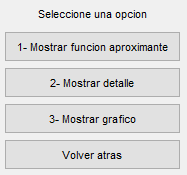 Seleccione una opcion
1- Mostrar funcion aproximante
2- Mostrar detalle
3- Mostrar grafico
Volver atras